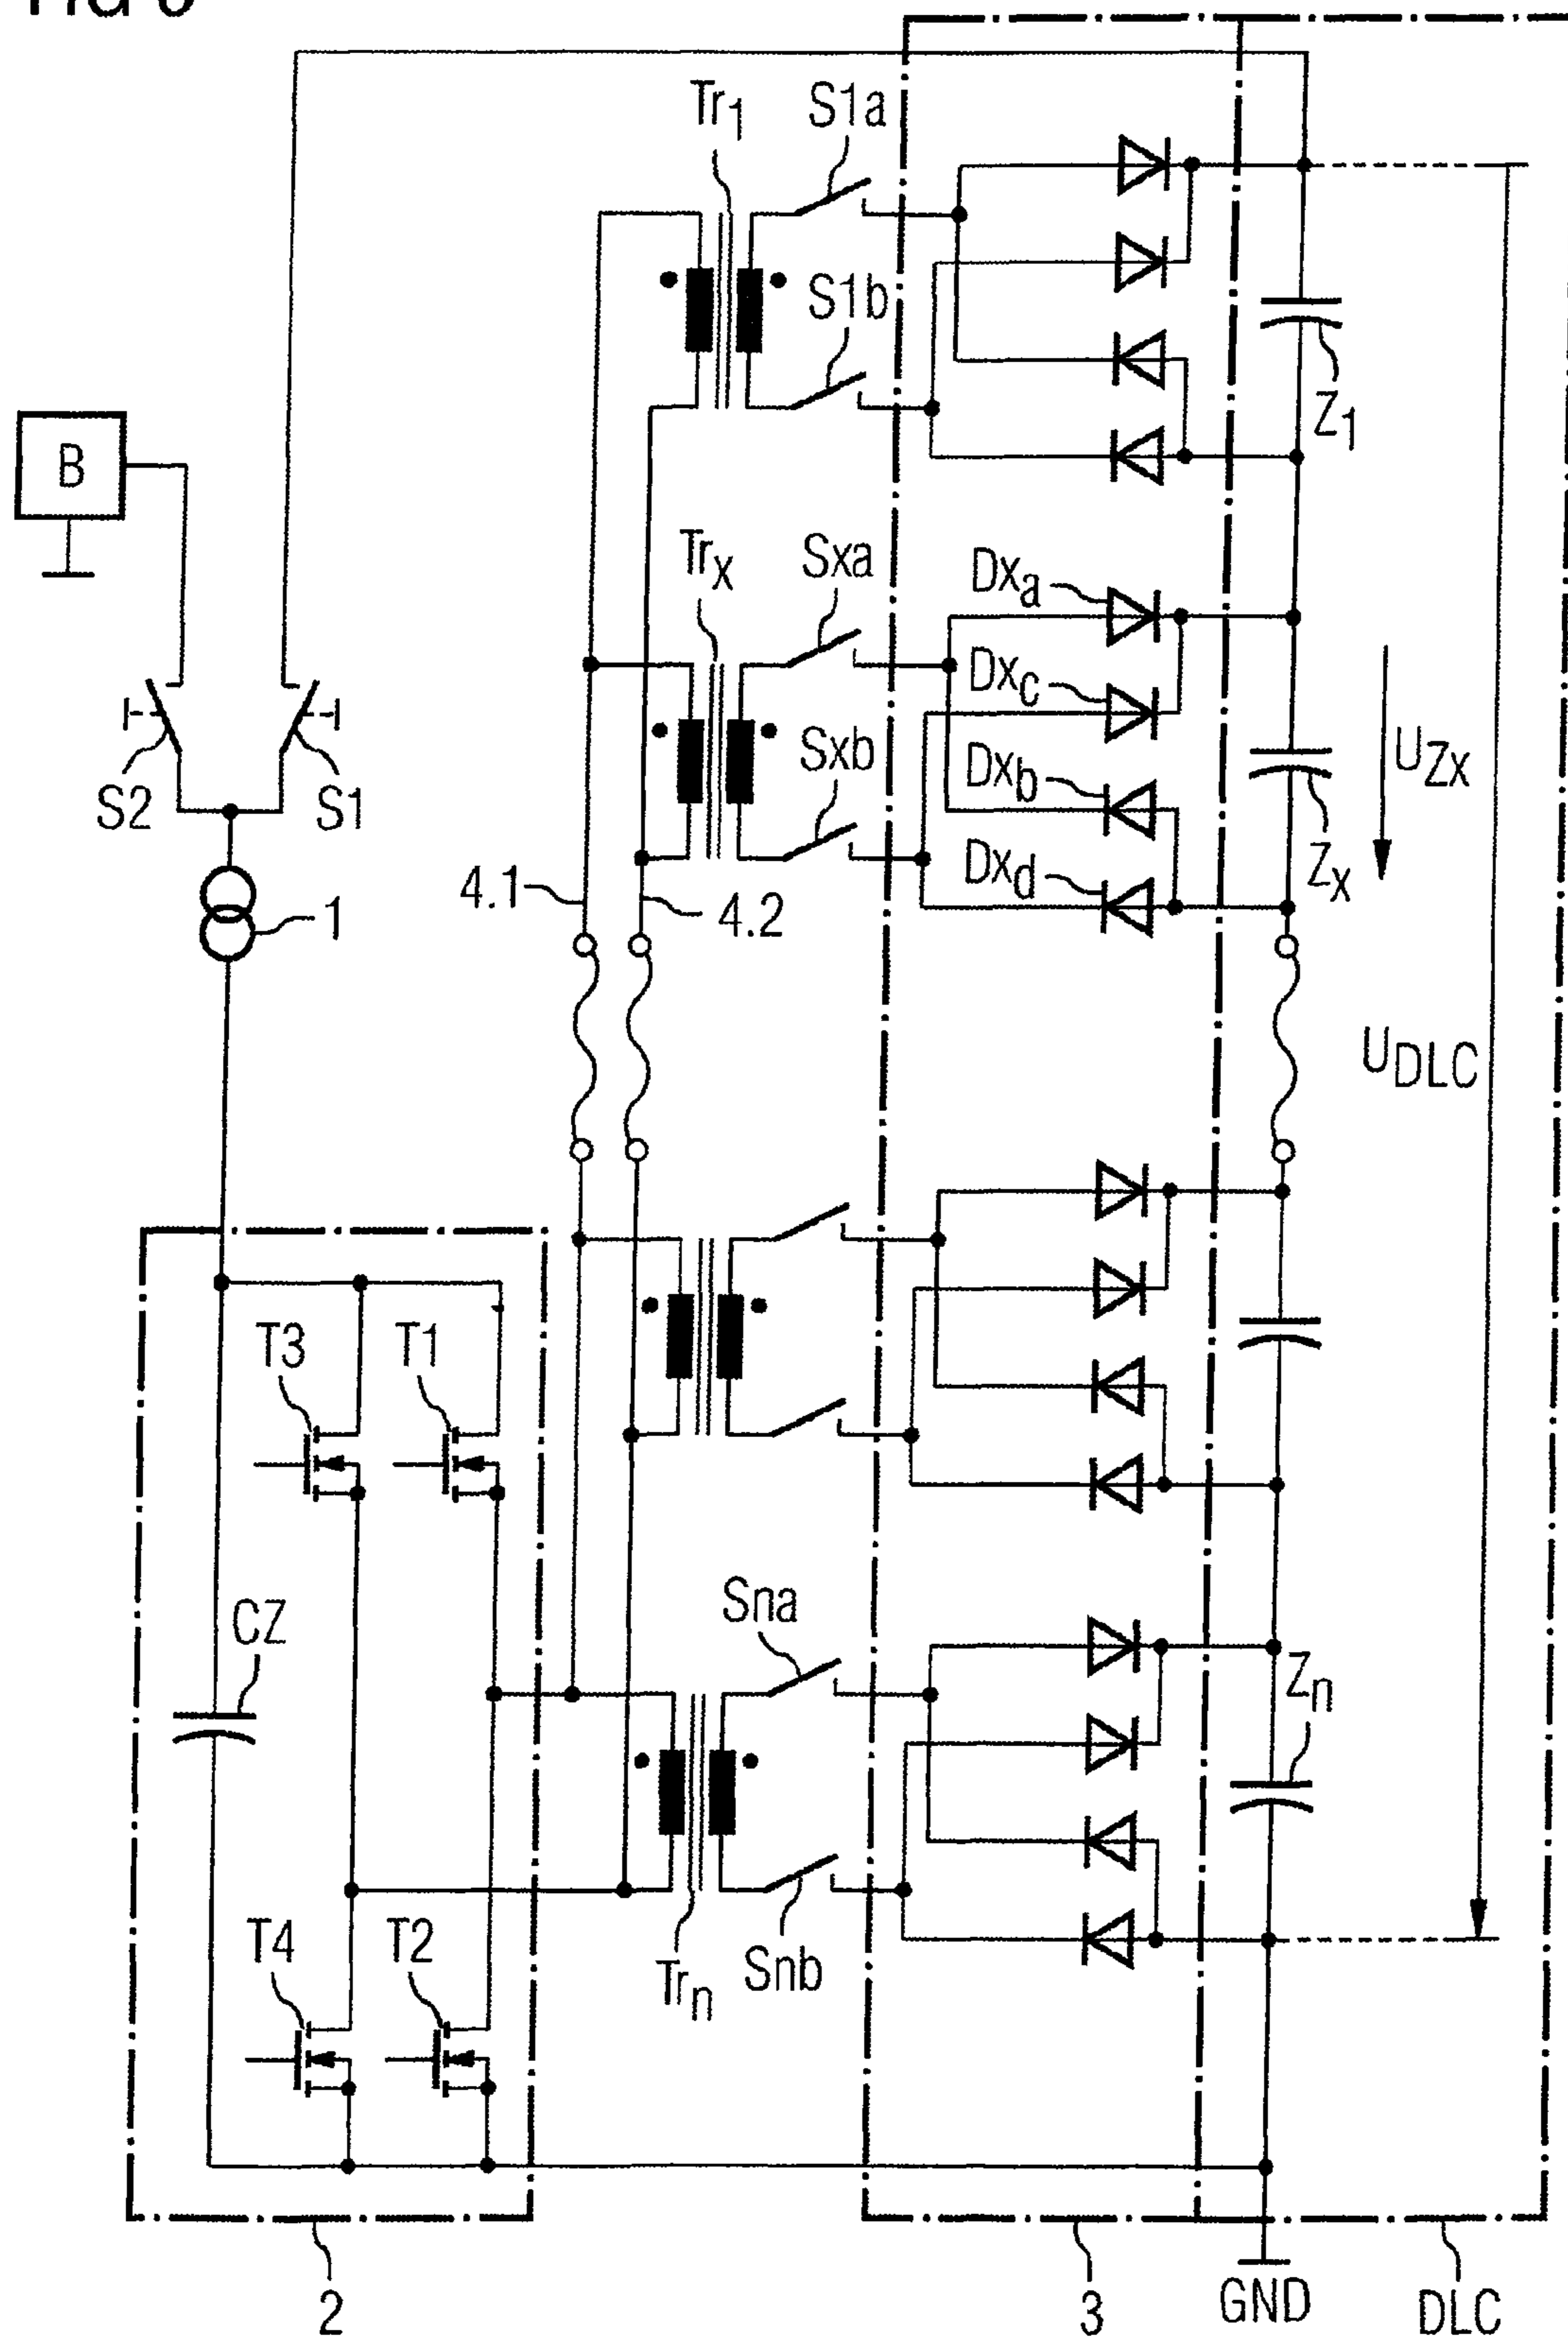 Tr1
S1a
S1b
Z1
B
Trx
Sxa
Dxa
Dxc
Sxb
Dxb
UZx
S2
S1
Zx
Dxd
4.1
4.2
1
UDLC
T3
T1
Sna
CZ
Zn
T4
T2
Trn
Snb
2
3
GND
DLC